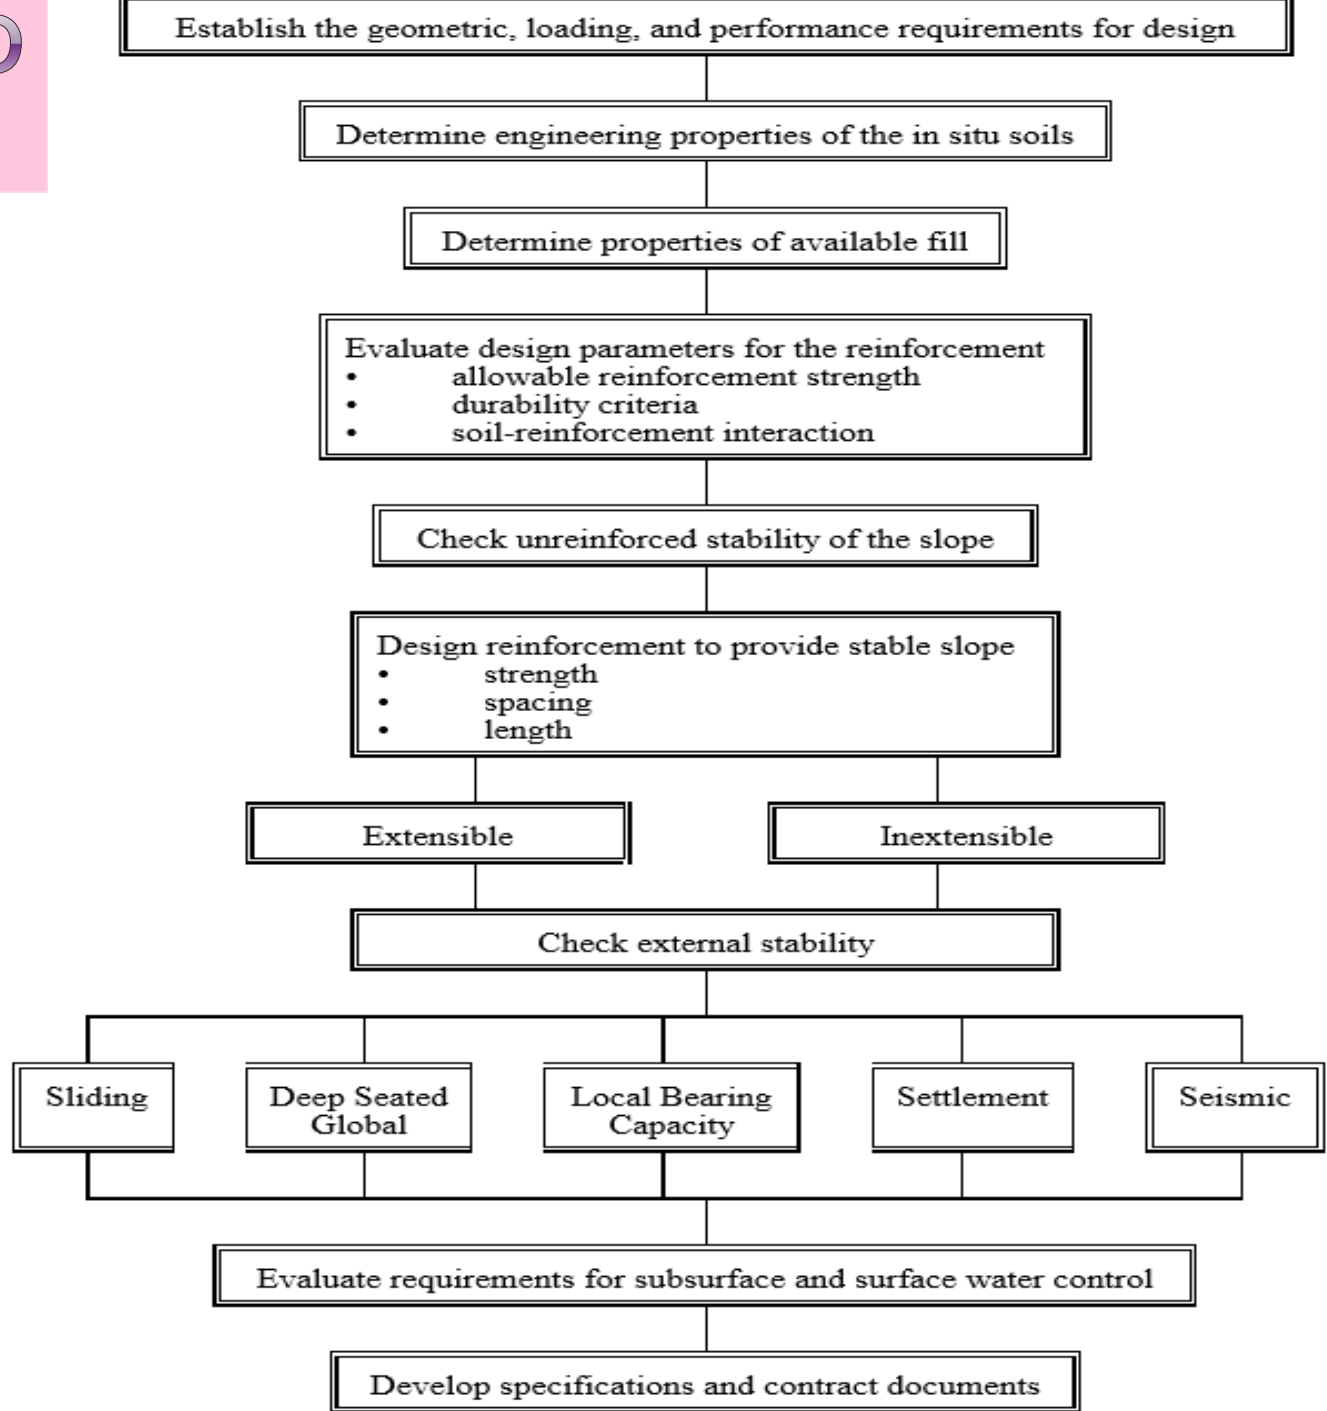 Establish the geometric, loading, and performance requirements for design
Determine engineering properties of the in situ soils
Determine properties of available fill
Evaluate design parameters for the reinforcement
• allowable reinforcement strength
• durability criteria
• soil-reinforcement interaction
Check unreinforced stability of the slope
Design reinforcement to provide stable slope
• strength
• spacing
• length
Extensible
Inextensible
Check external stability
Sliding
Deep Seated
Global
Local Bearing
Capacity
Settlement
Seismic
Evaluate requirements for subsurface and surface water control
Develop specifications and contract documents